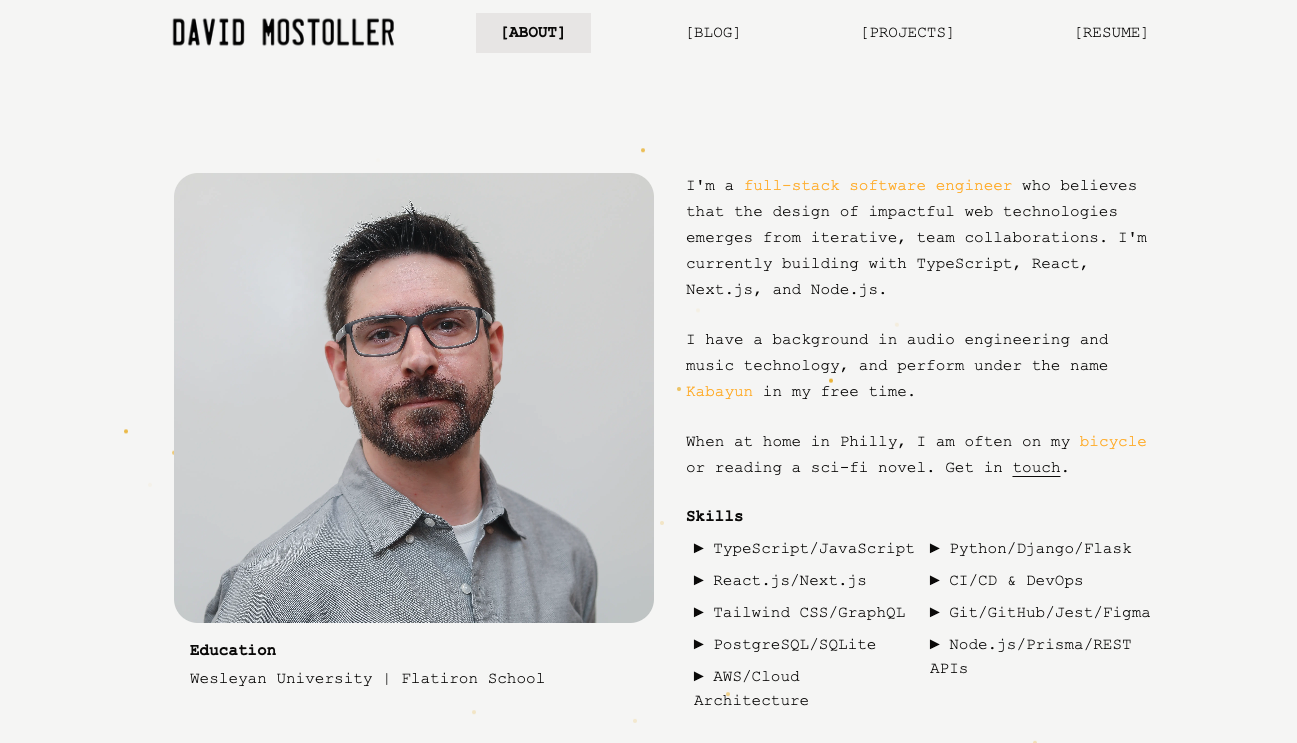 DAVID MOSTOLLER
[ABOUT]
[BLOG]
[PROJECTS]
[RESUME]
I'm a full-stack software engineer who believes
that the design of impactful web technologies
emerges from iterative, team collaborations. I'm
currently building with TypeScript, React,
Next.js, and Node.js.
I have a background in audio engineering and
music technology, and perform under the name
Kabayun in my free time.
When at home in Philly, I am often on my bicycle
or reading a sci-fi novel. Get in touch.
Skills
► TypeScript/JavaScript
► React.js/Next.js
► Tailwind CSS/GraphQL
► PostgreSQL/SQLite
► AWS/Cloud
Architecture
► Python/Django/Flask
► CI/CD & DevOps
► Git/GitHub/Jest/Figma
► Node.js/Prisma/REST
APIs
Education
Wesleyan University | Flatiron School